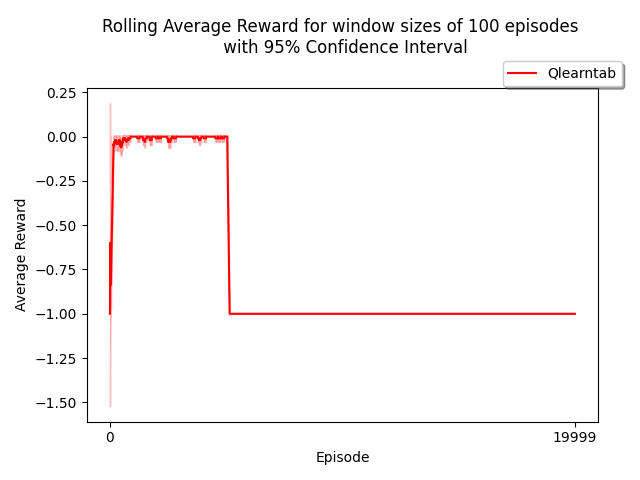 Rolling Average Reward for window sizes of 100 episodes
with 95% Confidence Interval
Qlearntab
0.25
0.00
−0.25
−0.50
−0.75
−1.00
−1.25
−1.50
Average Reward
0
19999
Episode